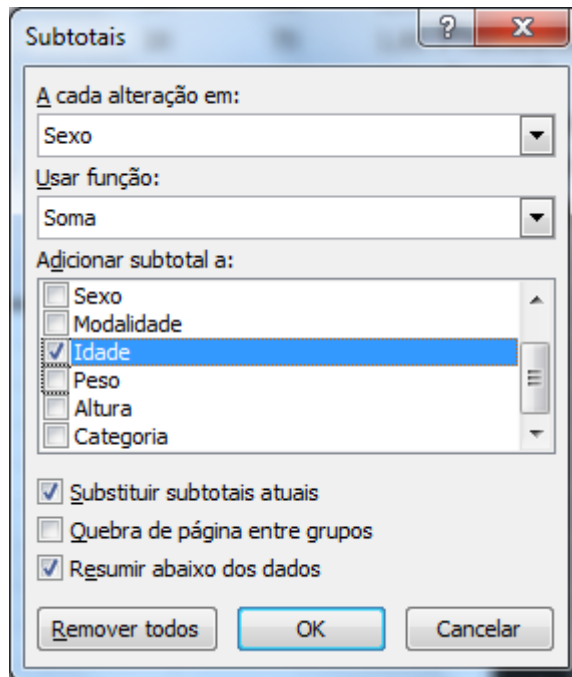 Subtotais
?
A cada alteração em:
Sexo
Usar função:
Soma
Adicionar subtotal a:
Sexo
Modalidade
Idade
Peso
Altura
Categoria
Substituir subtotais atuais
Quebra de página entre grupos
Resumir abaixo dos dados
Remover todos OK Cancelar